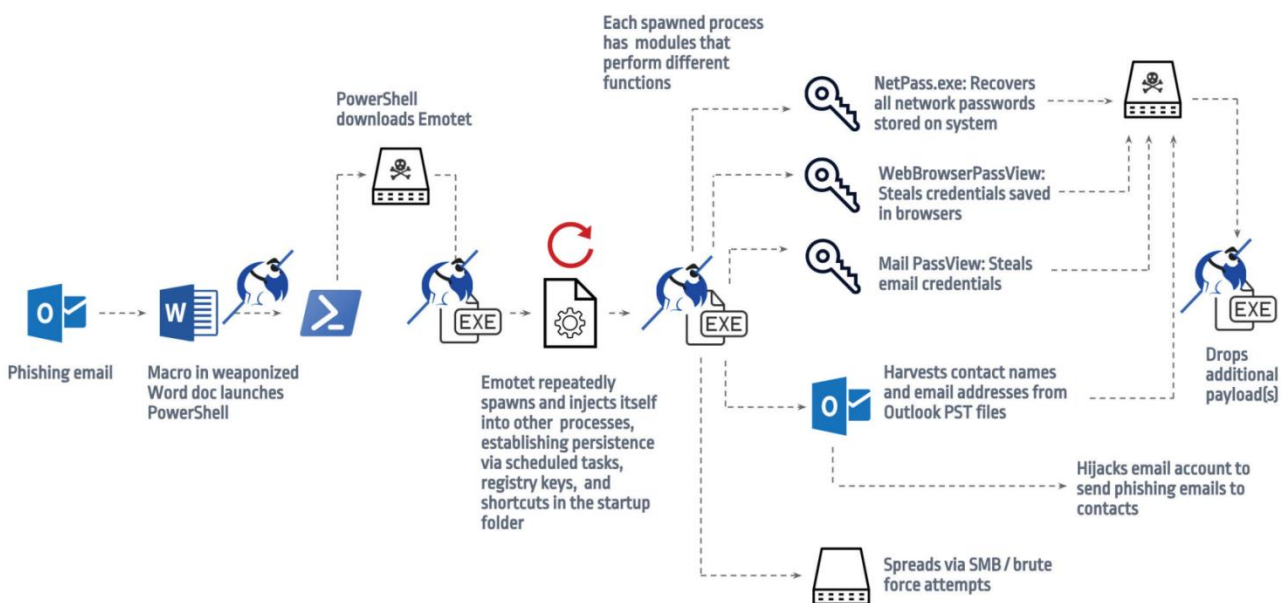 Each spawned process
has modules that
perform different
functions
PowerShell
downloads Emotet
NetPass.exe: Recovers
all network passwords
stored on system
WebBrowserPassView:
Steals credentials saved
in browsers
Mail PassView: Steals
email credentials
O
W
EXE
EXE
EXE
Phishing email
Macro in weaponized
Word doc launches
PowerShell
Emotet repeatedly
spawns and injects itself
into other processes,
establishing persistence
via scheduled tasks,
registry keys, and
shortcuts in the startup
folder
Drops
additional
payload(s)
O
Harvests contact names
and email addresses from
Outlook PST files
Hijacks email account to
send phishing emails to
contacts
Spreads via SMB / brute
force attempts